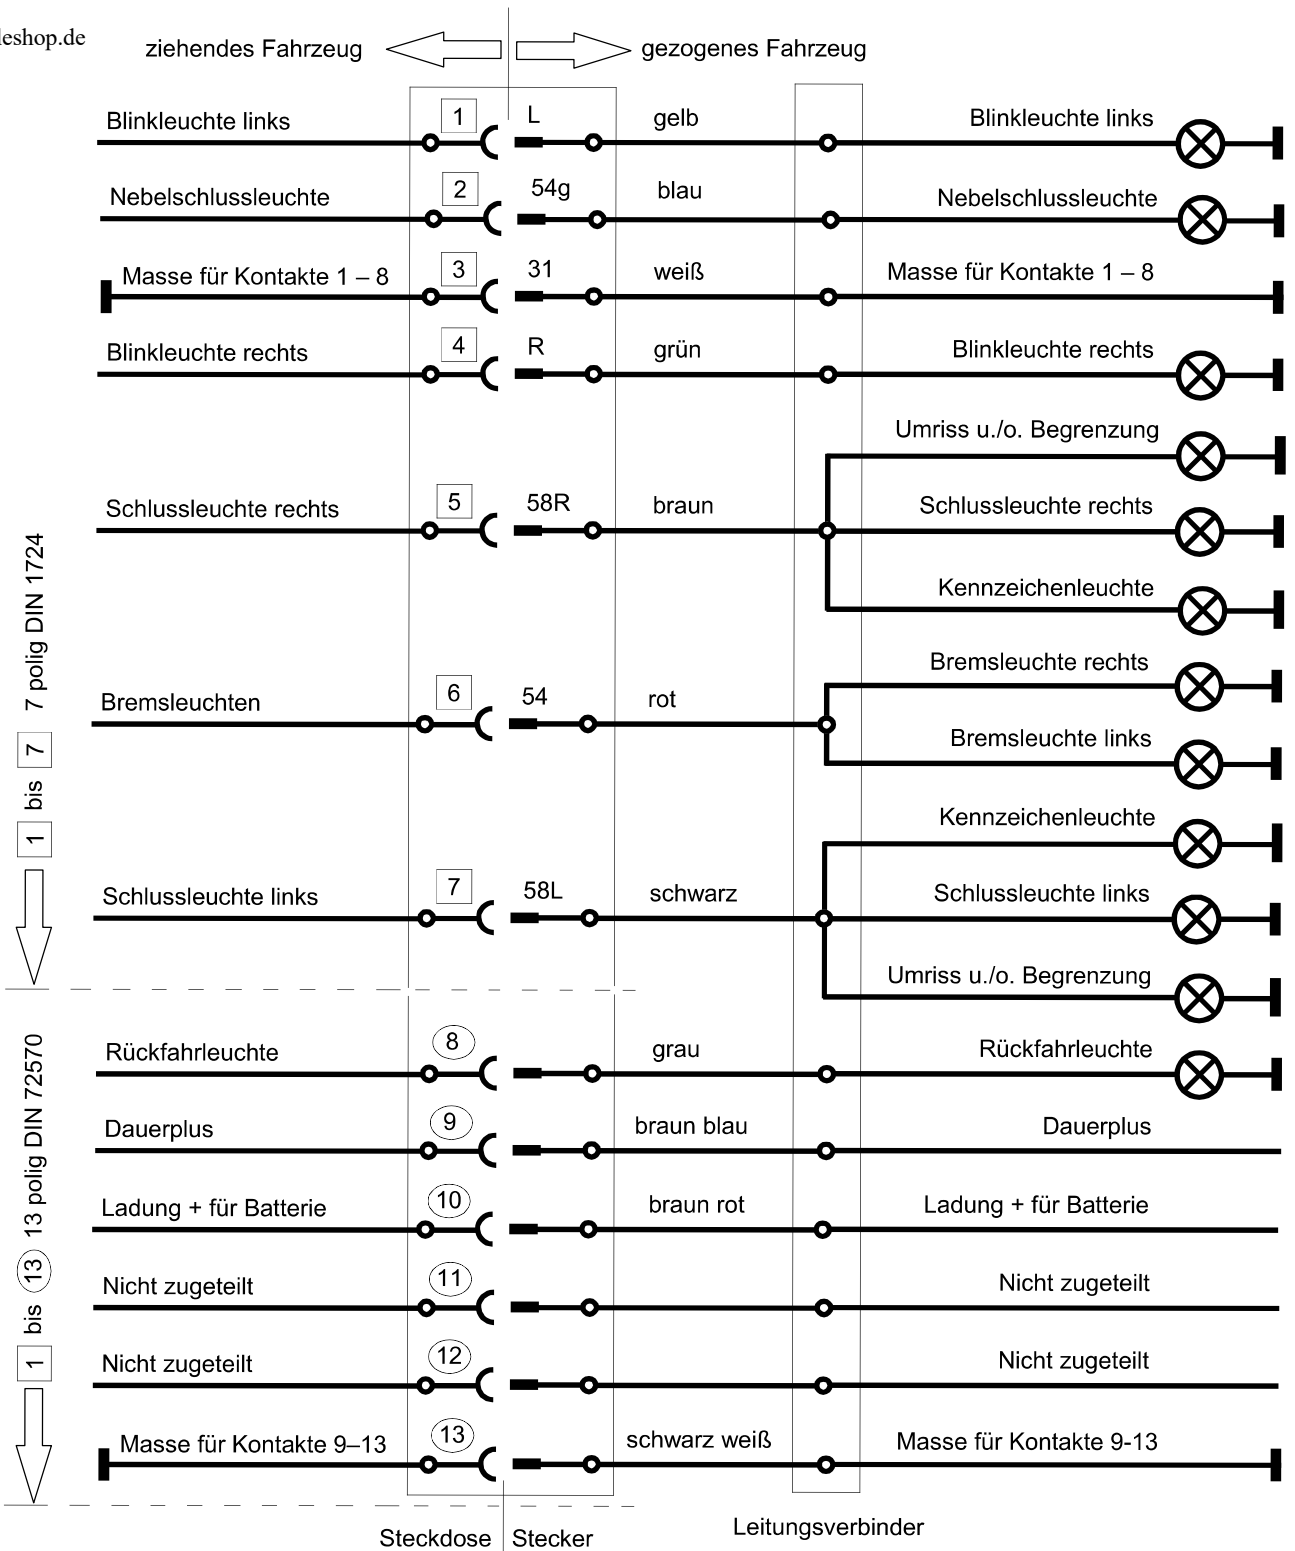 leshop.de
ziehendes Fahrzeug
gezogenes Fahrzeug
Blinkleuchte links 1 L gelb Blinkleuchte links
Nebelschlussleuchte 2 54g blau Nebelschlussleuchte
Masse für Kontakte 1 – 8 3 31 weiß Masse für Kontakte 1 – 8
Blinkleuchte rechts 4 R grün Blinkleuchte rechts
Umriss u./o. Begrenzung
Schlussleuchte rechts 5 58R braun Schlussleuchte rechts
Kennzeichenleuchte
Bremsleuchte rechts
Bremsleuchten 6 54 rot
Bremsleuchte links
Kennzeichenleuchte
Schlussleuchte links 7 58L schwarz Schlussleuchte links
Umriss u./o. Begrenzung
1 bis 7 7 polig DIN 1724
Rückfahrleuchte 8 grau Rückfahrleuchte
Dauerplus 9 braun blau Dauerplus
Ladung + für Batterie 10 braun rot Ladung + für Batterie
Nicht zugeteilt 11 Nicht zugeteilt
Nicht zugeteilt 12 Nicht zugeteilt
Masse für Kontakte 9–13 13 schwarz weiß Masse für Kontakte 9-13
1 bis 13 13 polig DIN 72570
Steckdose Stecker
Leitungsverbinder